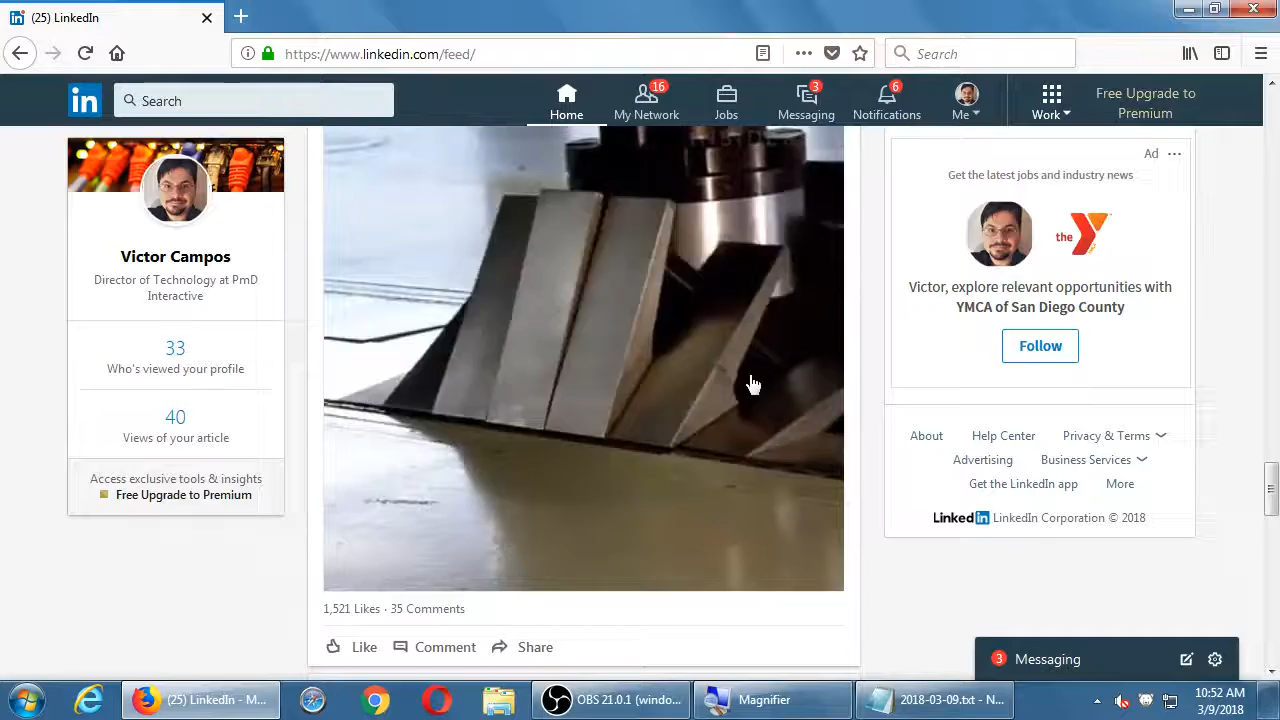 (25) LinkedIn
https://www.linkedin.com/feed/
Search
in
Search
Home
16
My Network
Jobs
3
Messaging
6
Notifications
Me
Work
Free Upgrade to
Premium
Victor Campos
Director of Technology at PmD
Interactive
33
Who's viewed your profile
40
Views of your article
Access exclusive tools & insights
Free Upgrade to Premium
1,521 Likes · 35 Comments
Like
Comment
Share
Ad
Get the latest jobs and industry news
the Y
Victor, explore relevant opportunities with
YMCA of San Diego County
Follow
About Help Center Privacy & Terms
Advertising Business Services
Get the LinkedIn app More
Linked in LinkedIn Corporation © 2018
3 Messaging
(25) LinkedIn - M...
OBS 21.0.1 (windo...
Magnifier
2018-03-09.txt - N...
10:52 AM
3/9/2018